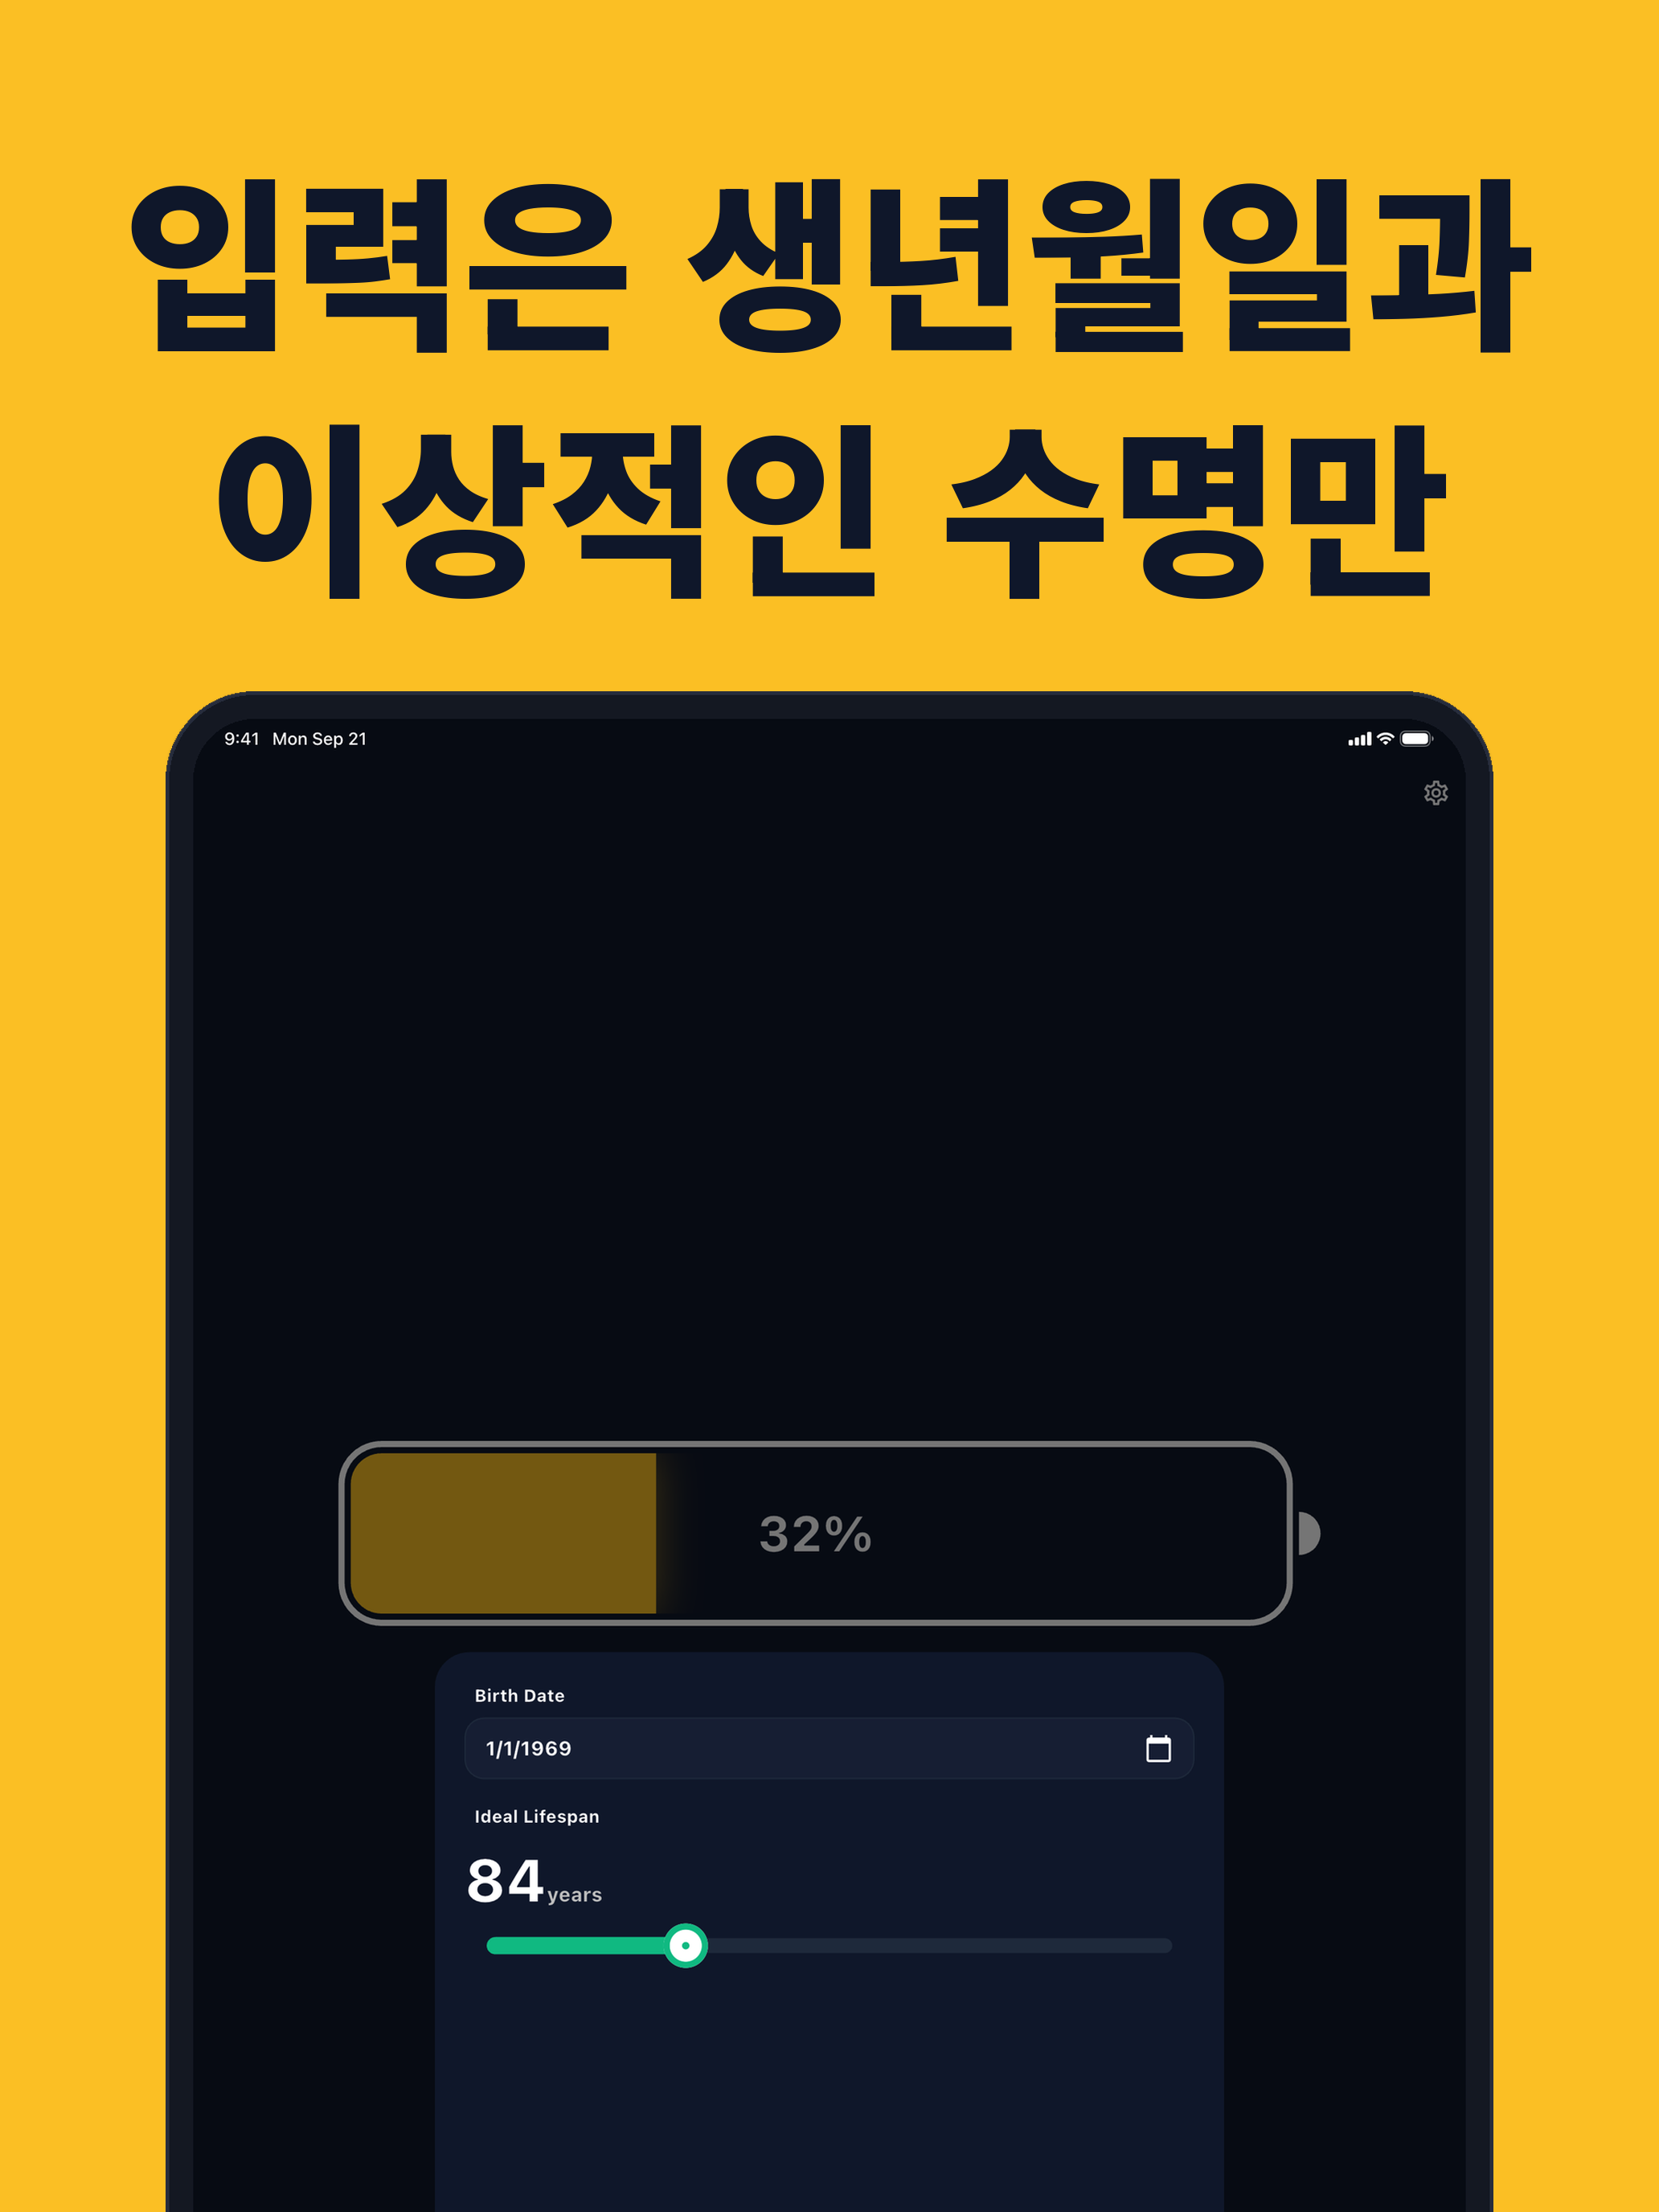 입력은 생년월일과
이상적인 수명만
9:41 Mon Sep 21
32%
Birth Date
1/1/1969
Ideal Lifespan
84 years